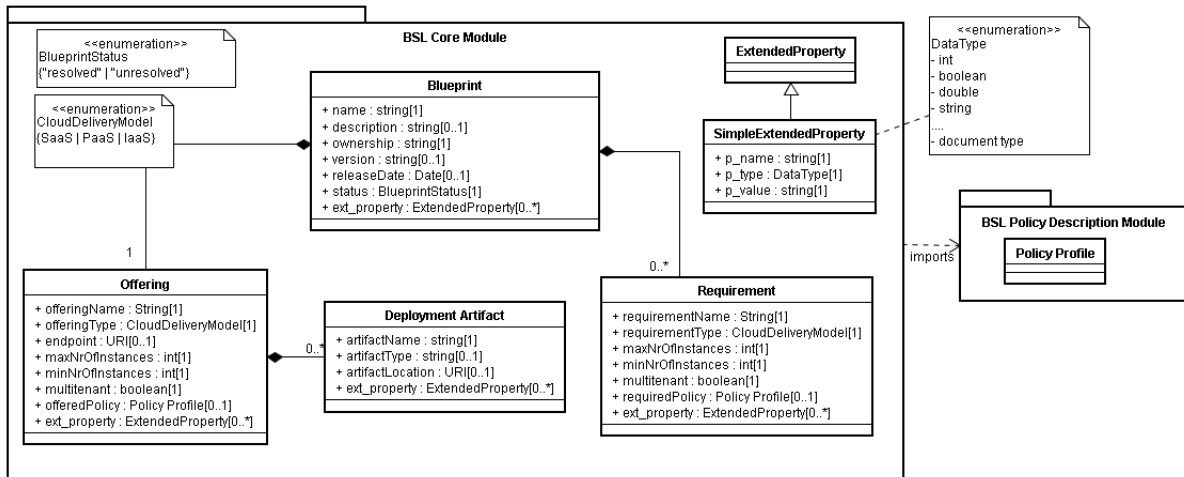 BSL Core Module
<<enumeration>>
BlueprintStatus
{"resolved" | "unresolved"}
<<enumeration>>
CloudDeliveryModel
{SaaS | PaaS | IaaS}
Blueprint
+ name : string[1]
+ description : string[0..1]
+ ownership : string[1]
+ version : string[0..1]
+ releaseDate : Date[0..1]
+ status : BlueprintStatus[1]
+ ext_property : ExtendedProperty[0..*]
ExtendedProperty
SimpleExtendedProperty
+ p_name : string[1]
+ p_type : DataType[1]
+ p_value : string[1]
<<enumeration>>
DataType
- int
- boolean
- double
- string
....
- document type
imports
BSL Policy Description Module
Policy Profile
1
0..*
Offering
+ offeringName : String[1]
+ offeringType : CloudDeliveryModel[1]
+ endpoint : URI[0..1]
+ maxNrOfInstances : int[1]
+ minNrOfInstances : int[1]
+ multitenant : boolean[1]
+ offeredPolicy : Policy Profile[0..1]
+ ext_property : ExtendedProperty[0..*]
0..*
Deployment Artifact
+ artifactName : string[1]
+ artifactType : string[0..1]
+ artifactLocation : URI[0..1]
+ ext_property : ExtendedProperty[0..*]
Requirement
+ requirementName : String[1]
+ requirementType : CloudDeliveryModel[1]
+ maxNrOfInstances : int[1]
+ minNrOfInstances : int[1]
+ multitenant : boolean[1]
+ requiredPolicy : Policy Profile[0..1]
+ ext_property : ExtendedProperty[0..*]